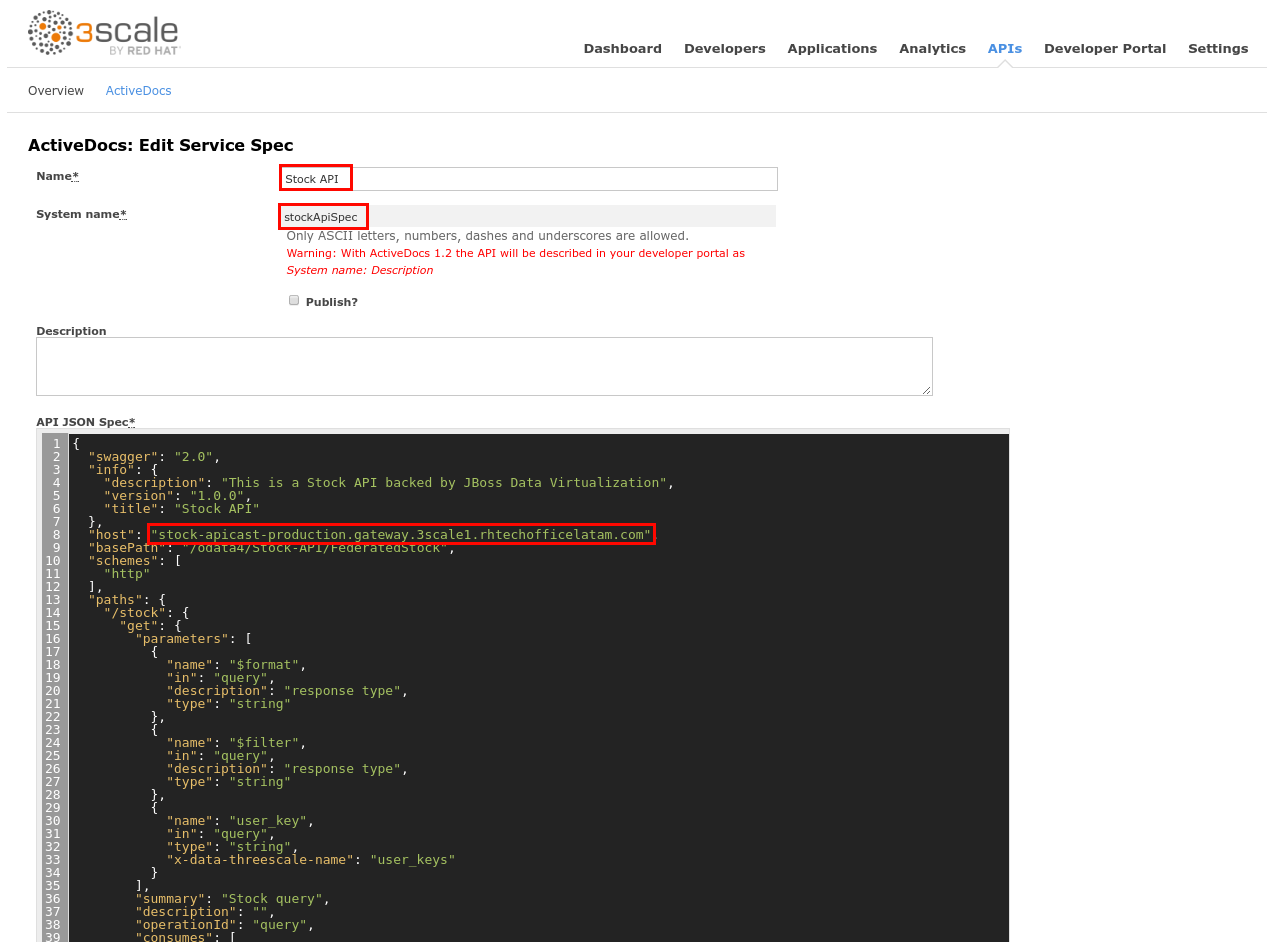 3scale
BY RED HAT
Dashboard Developers Applications Analytics APIs Developer Portal Settings
Overview ActiveDocs
ActiveDocs: Edit Service Spec
Name* Stock API
System name* stockApiSpec
Only ASCII letters, numbers, dashes and underscores are allowed.
Warning: With ActiveDocs 1.2 the API will be described in your developer portal as
System name: Description
Publish?
Description
API JSON Spec*
1 {
2 "swagger": "2.0",
3 "info": {
4 "description": "This is a Stock API backed by JBoss Data Virtualization",
5 "version": "1.0.0",
6 "title": "Stock API"
7 },
8 "host": "stock-apicast-production.gateway.3scale1.rhtechofficelatam.com",
9 "basePath": "/odata4/Stock-API/FederatedStock",
10 "schemes": [
11 "http"
12 ],
13 "paths": {
14 "/stock": {
15 "get": {
16 "parameters": [
17 {
18 "name": "$format",
19 "in": "query",
20 "description": "response type",
21 "type": "string"
22 },
23 {
24 "name": "$filter",
25 "in": "query",
26 "description": "response type",
27 "type": "string"
28 },
29 {
30 "name": "user_key",
31 "in": "query",
32 "type": "string",
33 "x-data-threescale-name": "user_keys"
34 }
35 ],
36 "summary": "Stock query",
37 "description": "",
38 "operationId": "query",
39 "consumes": [